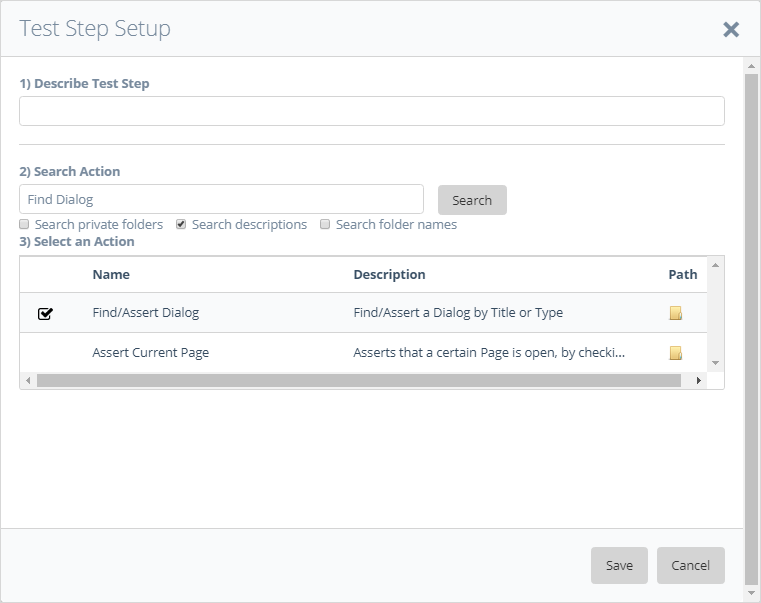 Test Step Setup
1) Describe Test Step
2) Search Action
Find Dialog Search
Search private folders Search descriptions Search folder names
3) Select an Action
Name Description Path
Find/Assert Dialog Find/Assert a Dialog by Title or Type
Assert Current Page Asserts that a certain Page is open, by checki...
Save Cancel